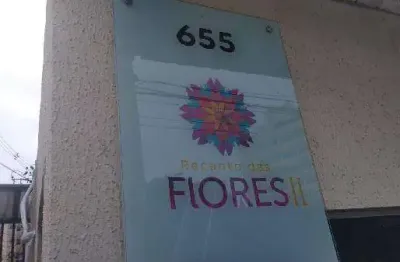 655
Recanto das
FLORES II